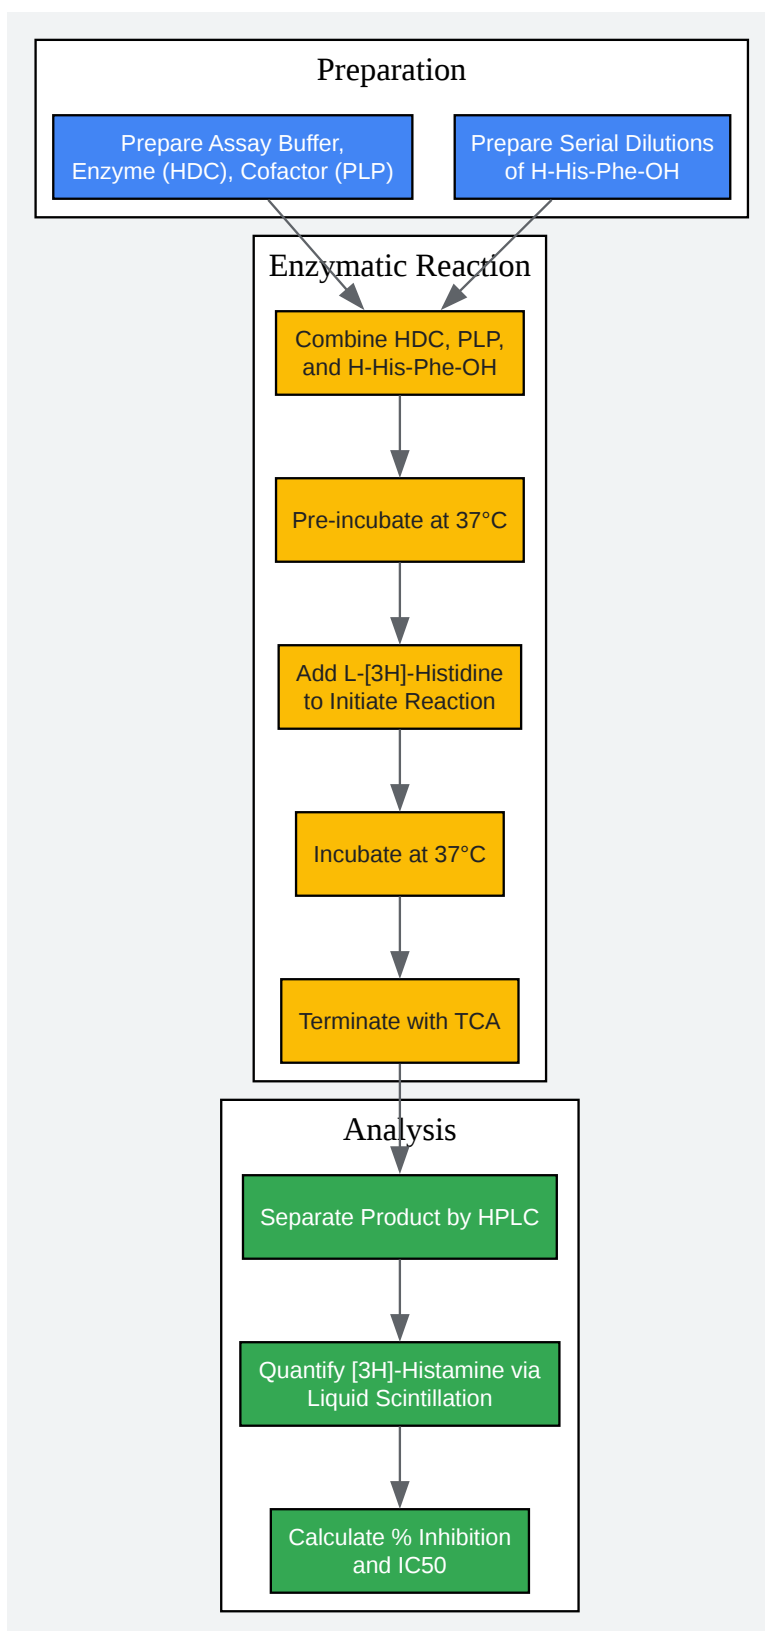 Preparation
Prepare Assay Buffer,
Enzyme (HDC), Cofactor (PLP)
Prepare Serial Dilutions
of H-His-Phe-OH
Enzymatic Reaction
Combine HDC, PLP,
and H-His-Phe-OH
Pre-incubate at 37°C
Add L-[3H]-Histidine
to Initiate Reaction
Incubate at 37°C
Terminate with TCA
Analysis
Separate Product by HPLC
Quantify [3H]-Histamine via
Liquid Scintillation
Calculate % Inhibition
and IC50